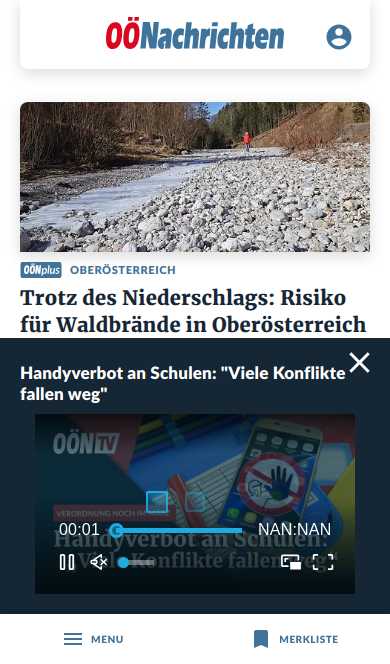 OÖNachrichten
OÖNplus OBERÖSTERREICH
Trotz des Niederschlags: Risiko
für Waldbrände in Oberösterreich
Handyverbot an Schulen: "Viele Konflikte
fallen weg"
OÖN TV
VERORDNUNG NOCH IM
00:01 NAN:NAN
Handyverbot an Schulen:
"Viele Konflikte fallen weg"
MENU MERKLISTE